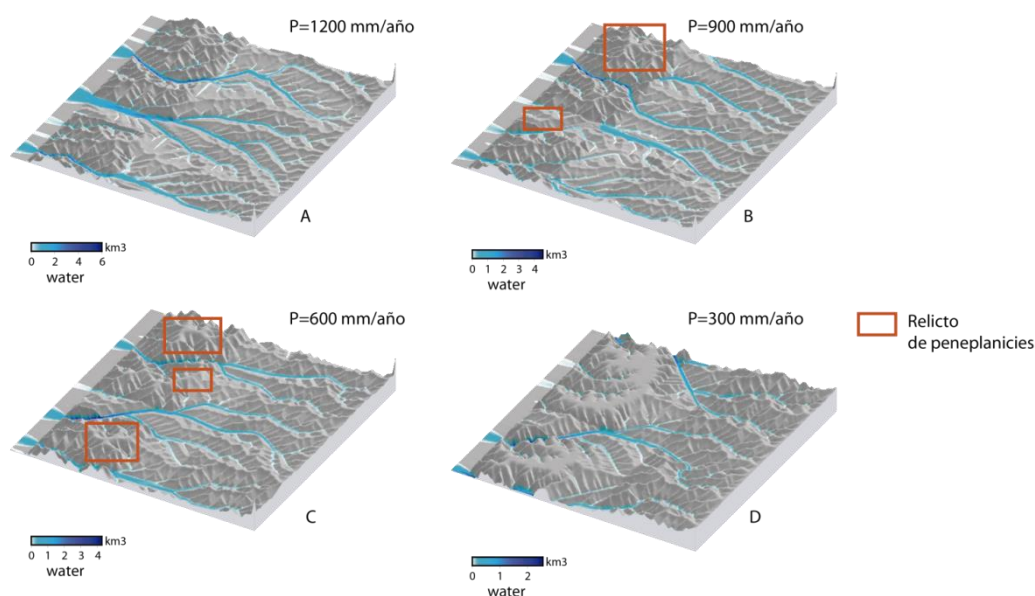 P=1200 mm/año
A
km3
0 2 4 6
water
P=900 mm/año
B
km3
0 1 2 3 4
water
P=600 mm/año
C
km3
0 1 2 3 4
water
P=300 mm/año
D
km3
0 1 2
water
Relicto
de peneplanicies